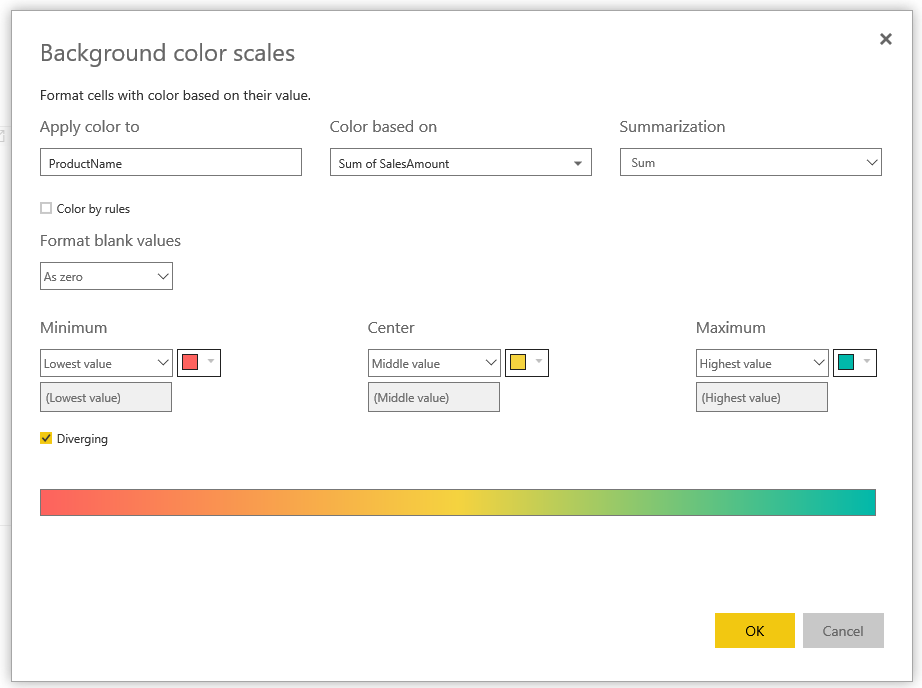 Background color scales
Format cells with color based on their value.
Apply color to
Color based on
Summarization
ProductName
Sum of SalesAmount
Sum
Color by rules
Format blank values
As zero
Minimum
Center
Maximum
Lowest value
Middle value
Highest value
(Lowest value)
(Middle value)
(Highest value)
Diverging
OK
Cancel